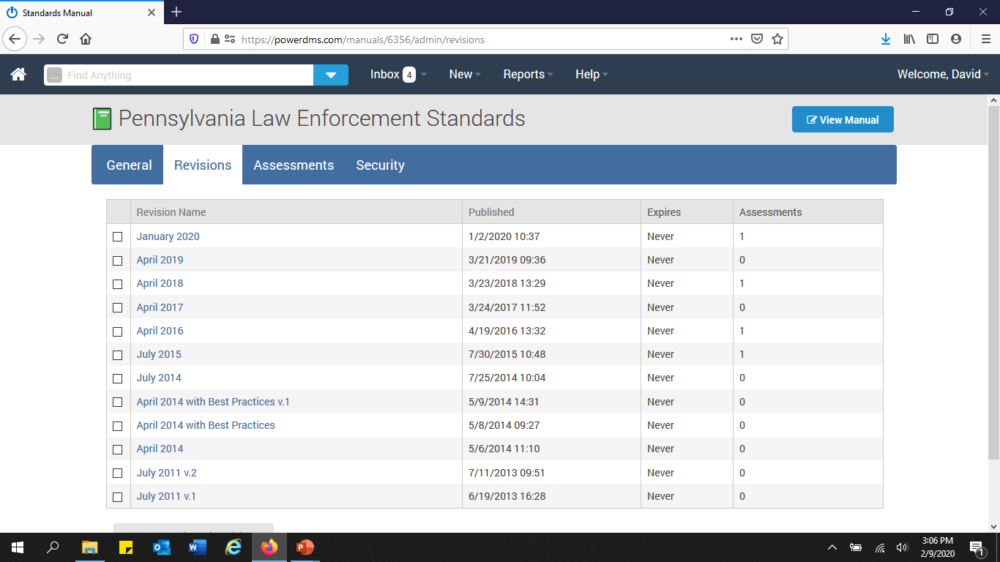 Standards Manual
https://powerdms.com/manuals/6356/admin/revisions
... Find Anything
Inbox 4 New Reports Help Welcome, David
Pennsylvania Law Enforcement Standards
View Manual
General Revisions Assessments Security
Revision Name Published Expires Assessments
January 2020 1/2/2020 10:37 Never 1
April 2019 3/21/2019 09:36 Never 0
April 2018 3/23/2018 13:29 Never 1
April 2017 3/24/2017 11:52 Never 0
April 2016 4/19/2016 13:32 Never 1
July 2015 7/30/2015 10:48 Never 1
July 2014 7/25/2014 10:04 Never 0
April 2014 with Best Practices v.1 5/9/2014 14:31 Never 0
April 2014 with Best Practices 5/8/2014 09:27 Never 0
April 2014 5/6/2014 11:10 Never 0
July 2011 v.2 7/11/2013 09:51 Never 0
July 2011 v.1 6/19/2013 16:28 Never 0
3:06 PM
2/9/2020
1